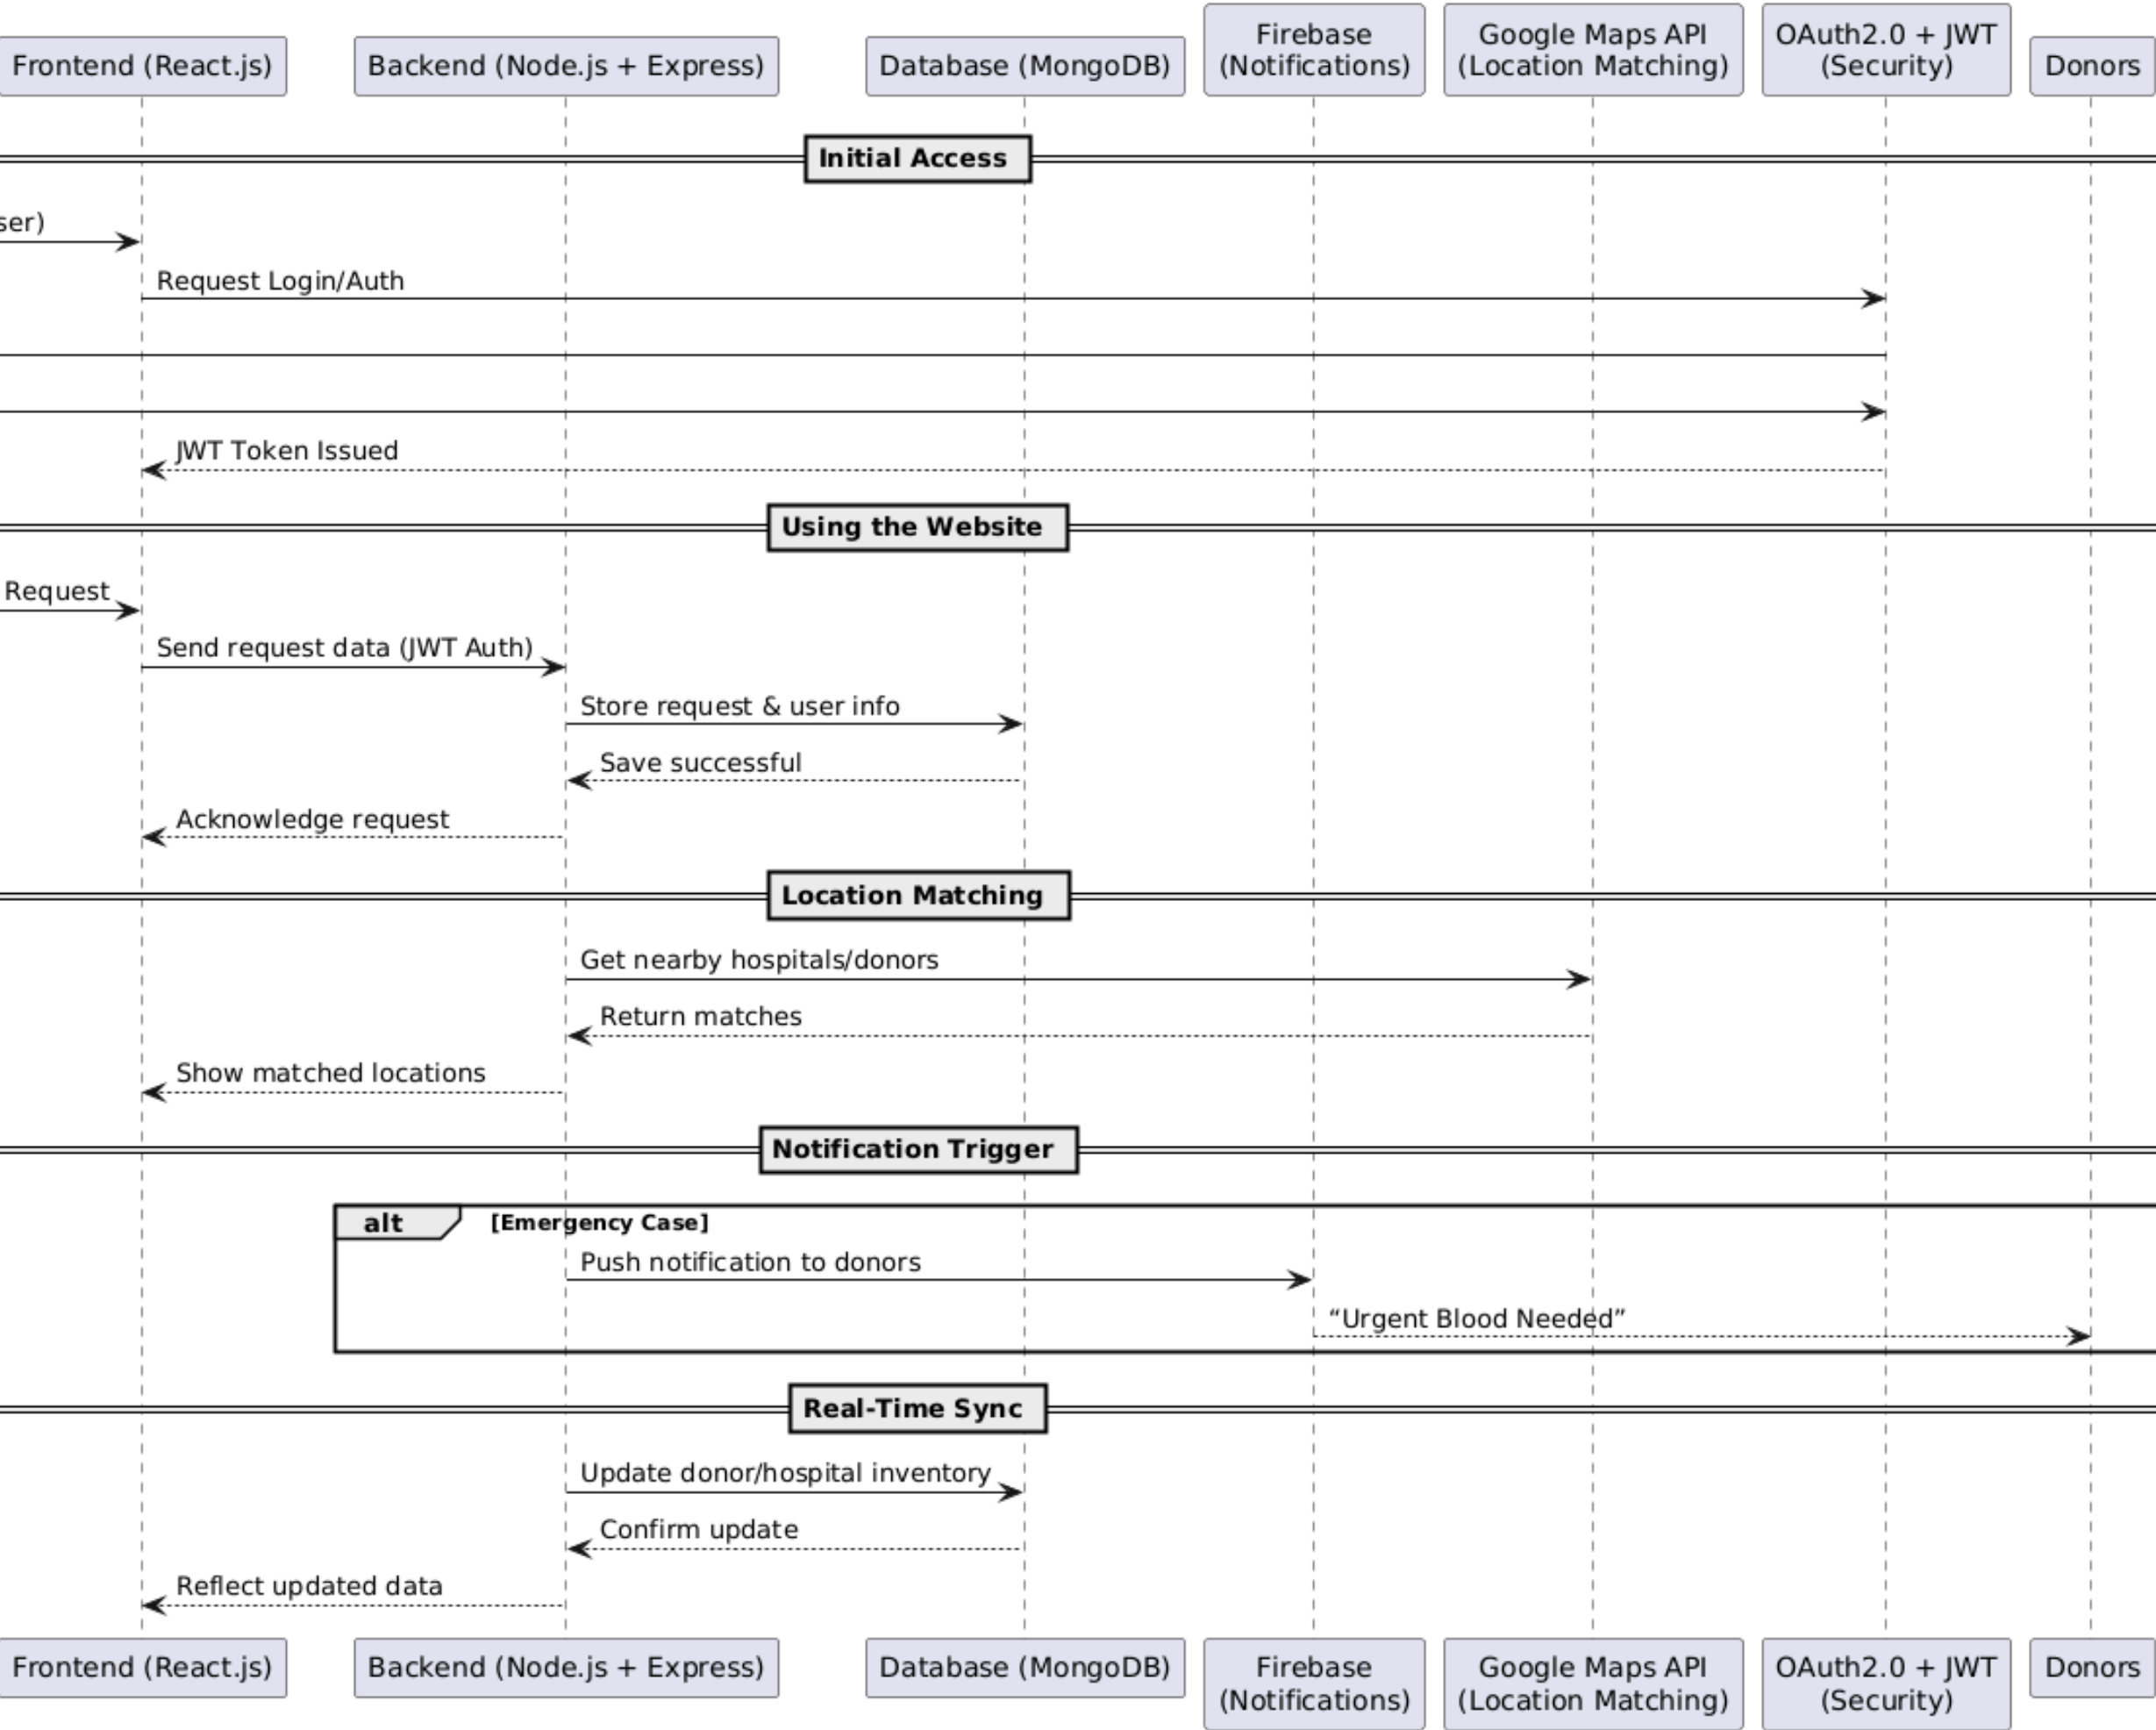 Frontend (React.js)
Backend (Node.js + Express)
Database (MongoDB)
Firebase
(Notifications)
Google Maps API
(Location Matching)
OAuth2.0 + JWT
(Security)
Donors
Initial Access
ser)
Request Login/Auth
JWT Token Issued
Using the Website
Request
Send request data (JWT Auth)
Store request & user info
Save successful
Acknowledge request
Location Matching
Get nearby hospitals/donors
Return matches
Show matched locations
Notification Trigger
alt [Emergency Case]
Push notification to donors
“Urgent Blood Needed”
Real-Time Sync
Update donor/hospital inventory
Confirm update
Reflect updated data
Frontend (React.js)
Backend (Node.js + Express)
Database (MongoDB)
Firebase
(Notifications)
Google Maps API
(Location Matching)
OAuth2.0 + JWT
(Security)
Donors